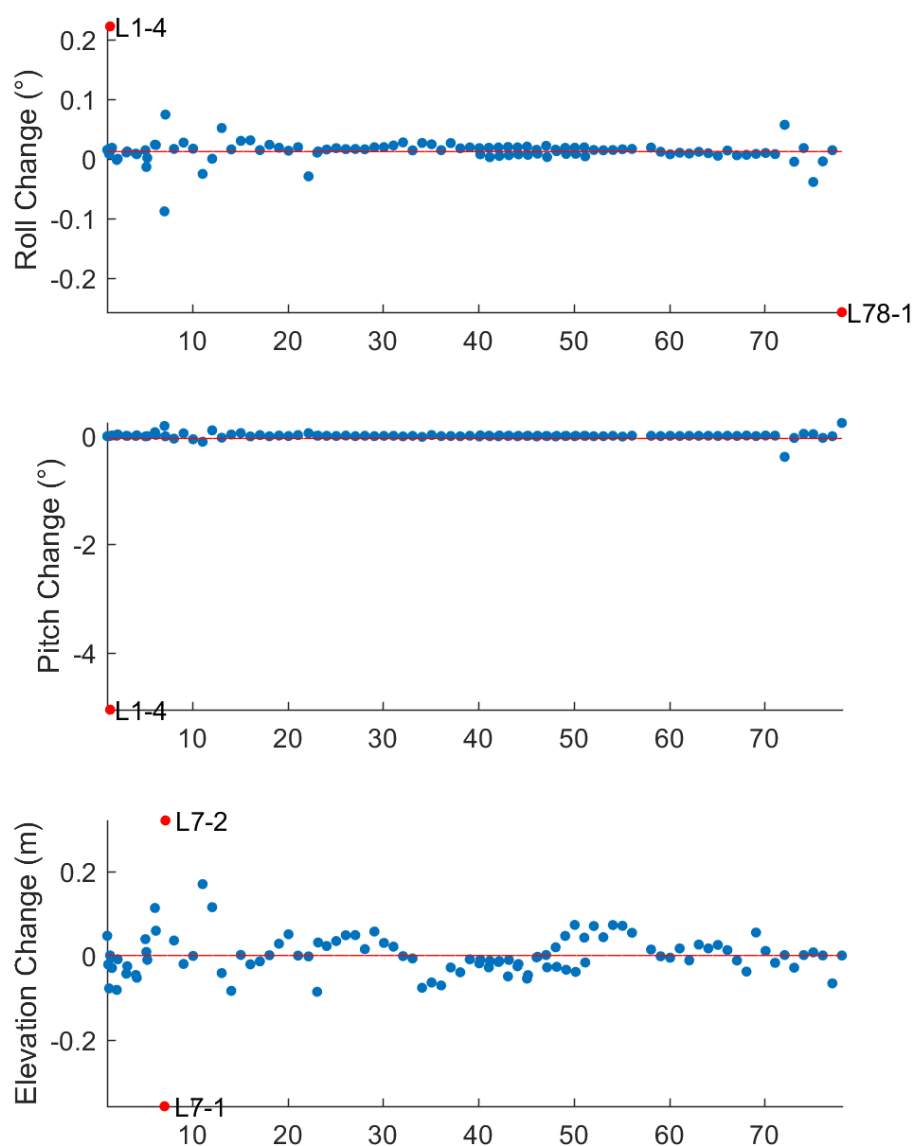 L1-4
0.2
0.1
0
-0.1
-0.2
Roll Change (°)
L78-1
10 20 30 40 50 60 70
0
-2
-4
Pitch Change (°)
L1-4
10 20 30 40 50 60 70
L7-2
0.2
0
-0.2
Elevation Change (m)
L7-1
10 20 30 40 50 60 70